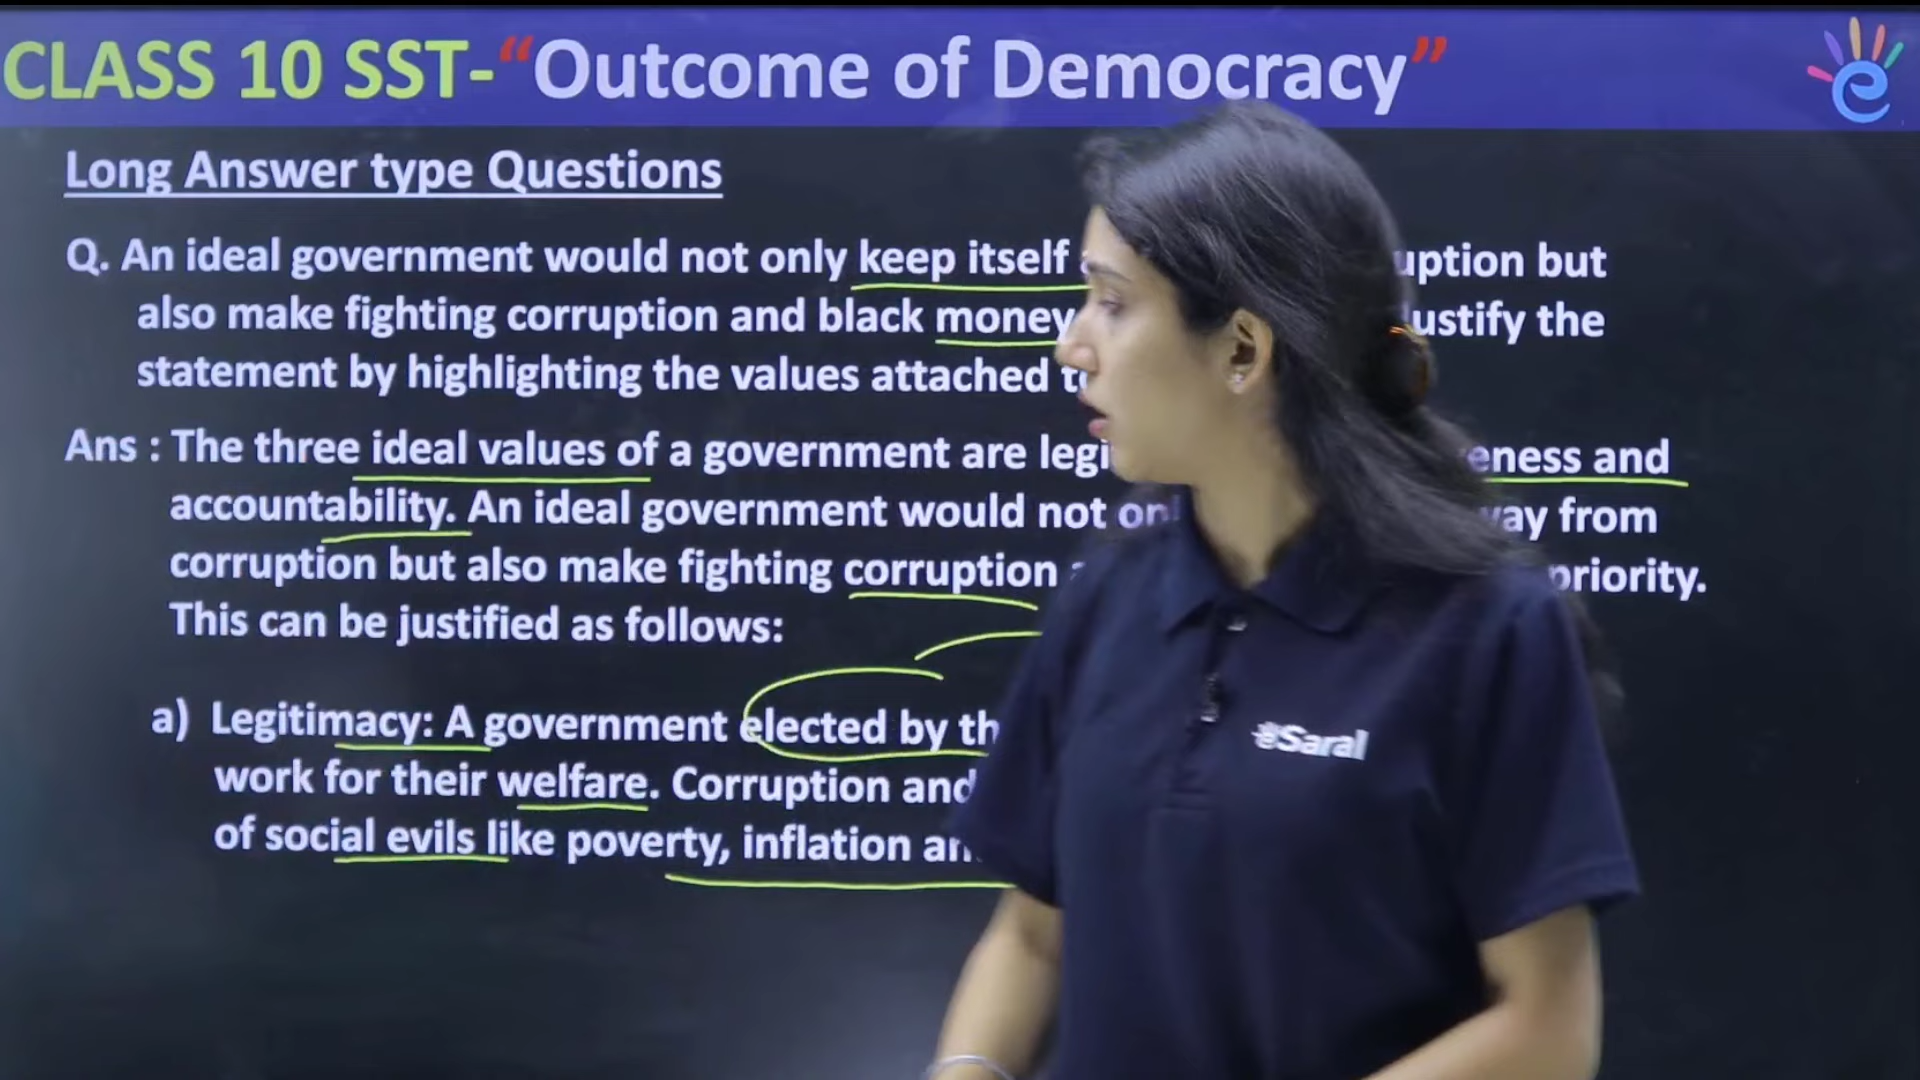 CLASS 10 SST-“Outcome of Democracy”
Long Answer type Questions
Q. An ideal government would not only keep itself uption but
also make fighting corruption and black money ustify the
statement by highlighting the values attached
Ans : The three ideal values of a government are legi eness and
accountability. An ideal government would not on ay from
corruption but also make fighting corruption priority.
This can be justified as follows:
a) Legitimacy: A government elected by th
work for their welfare. Corruption and
of social evils like poverty, inflation an
eSaral